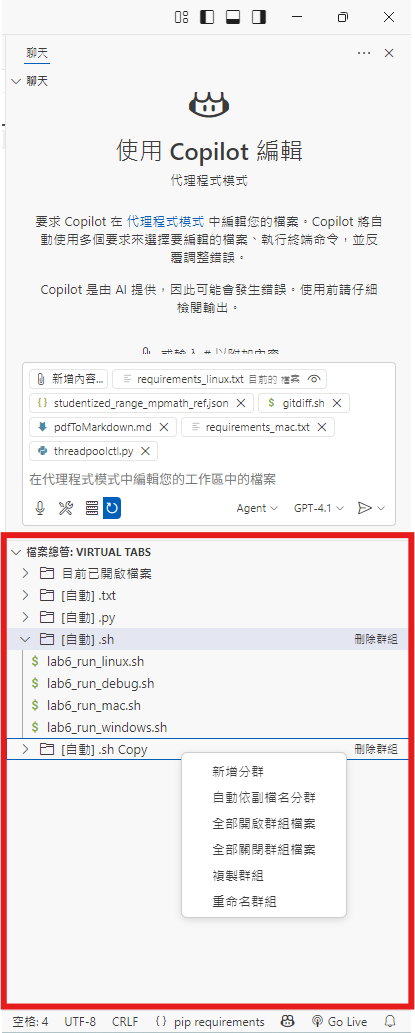 聊天
聊天
使用 Copilot 編輯
代理程式模式
要求 Copilot 在 代理程式模式 中編輯您的檔案。Copilot 將自
動使用多個要求來選擇要編輯的檔案、執行終端命令，並反
覆調整錯誤。
Copilot 是由 AI 提供，因此可能會發生錯誤。使用前請仔細
檢閱輸出。
或輸入 # 以附加內容
新增內容... requirements_linux.txt 目前的 檔案
studentized_range_mpmath_ref.json gitdiff.sh
pdfToMarkdown.md requirements_mac.txt
threadpoolctl.py
在代理程式模式中編輯您的工作區中的檔案
Agent GPT-4.1
檔案總管: VIRTUAL TABS
目前已開啟檔案
[自動] .txt
[自動] .py
[自動] .sh 刪除群組
$ lab6_run_linux.sh
$ lab6_run_debug.sh
$ lab6_run_mac.sh
$ lab6_run_windows.sh
[自動] .sh Copy 刪除群組
新增分群
自動依副檔名分群
全部開啟群組檔案
全部關閉群組檔案
複製群組
重命名群組
空格: 4 UTF-8 CRLF {} pip requirements Go Live